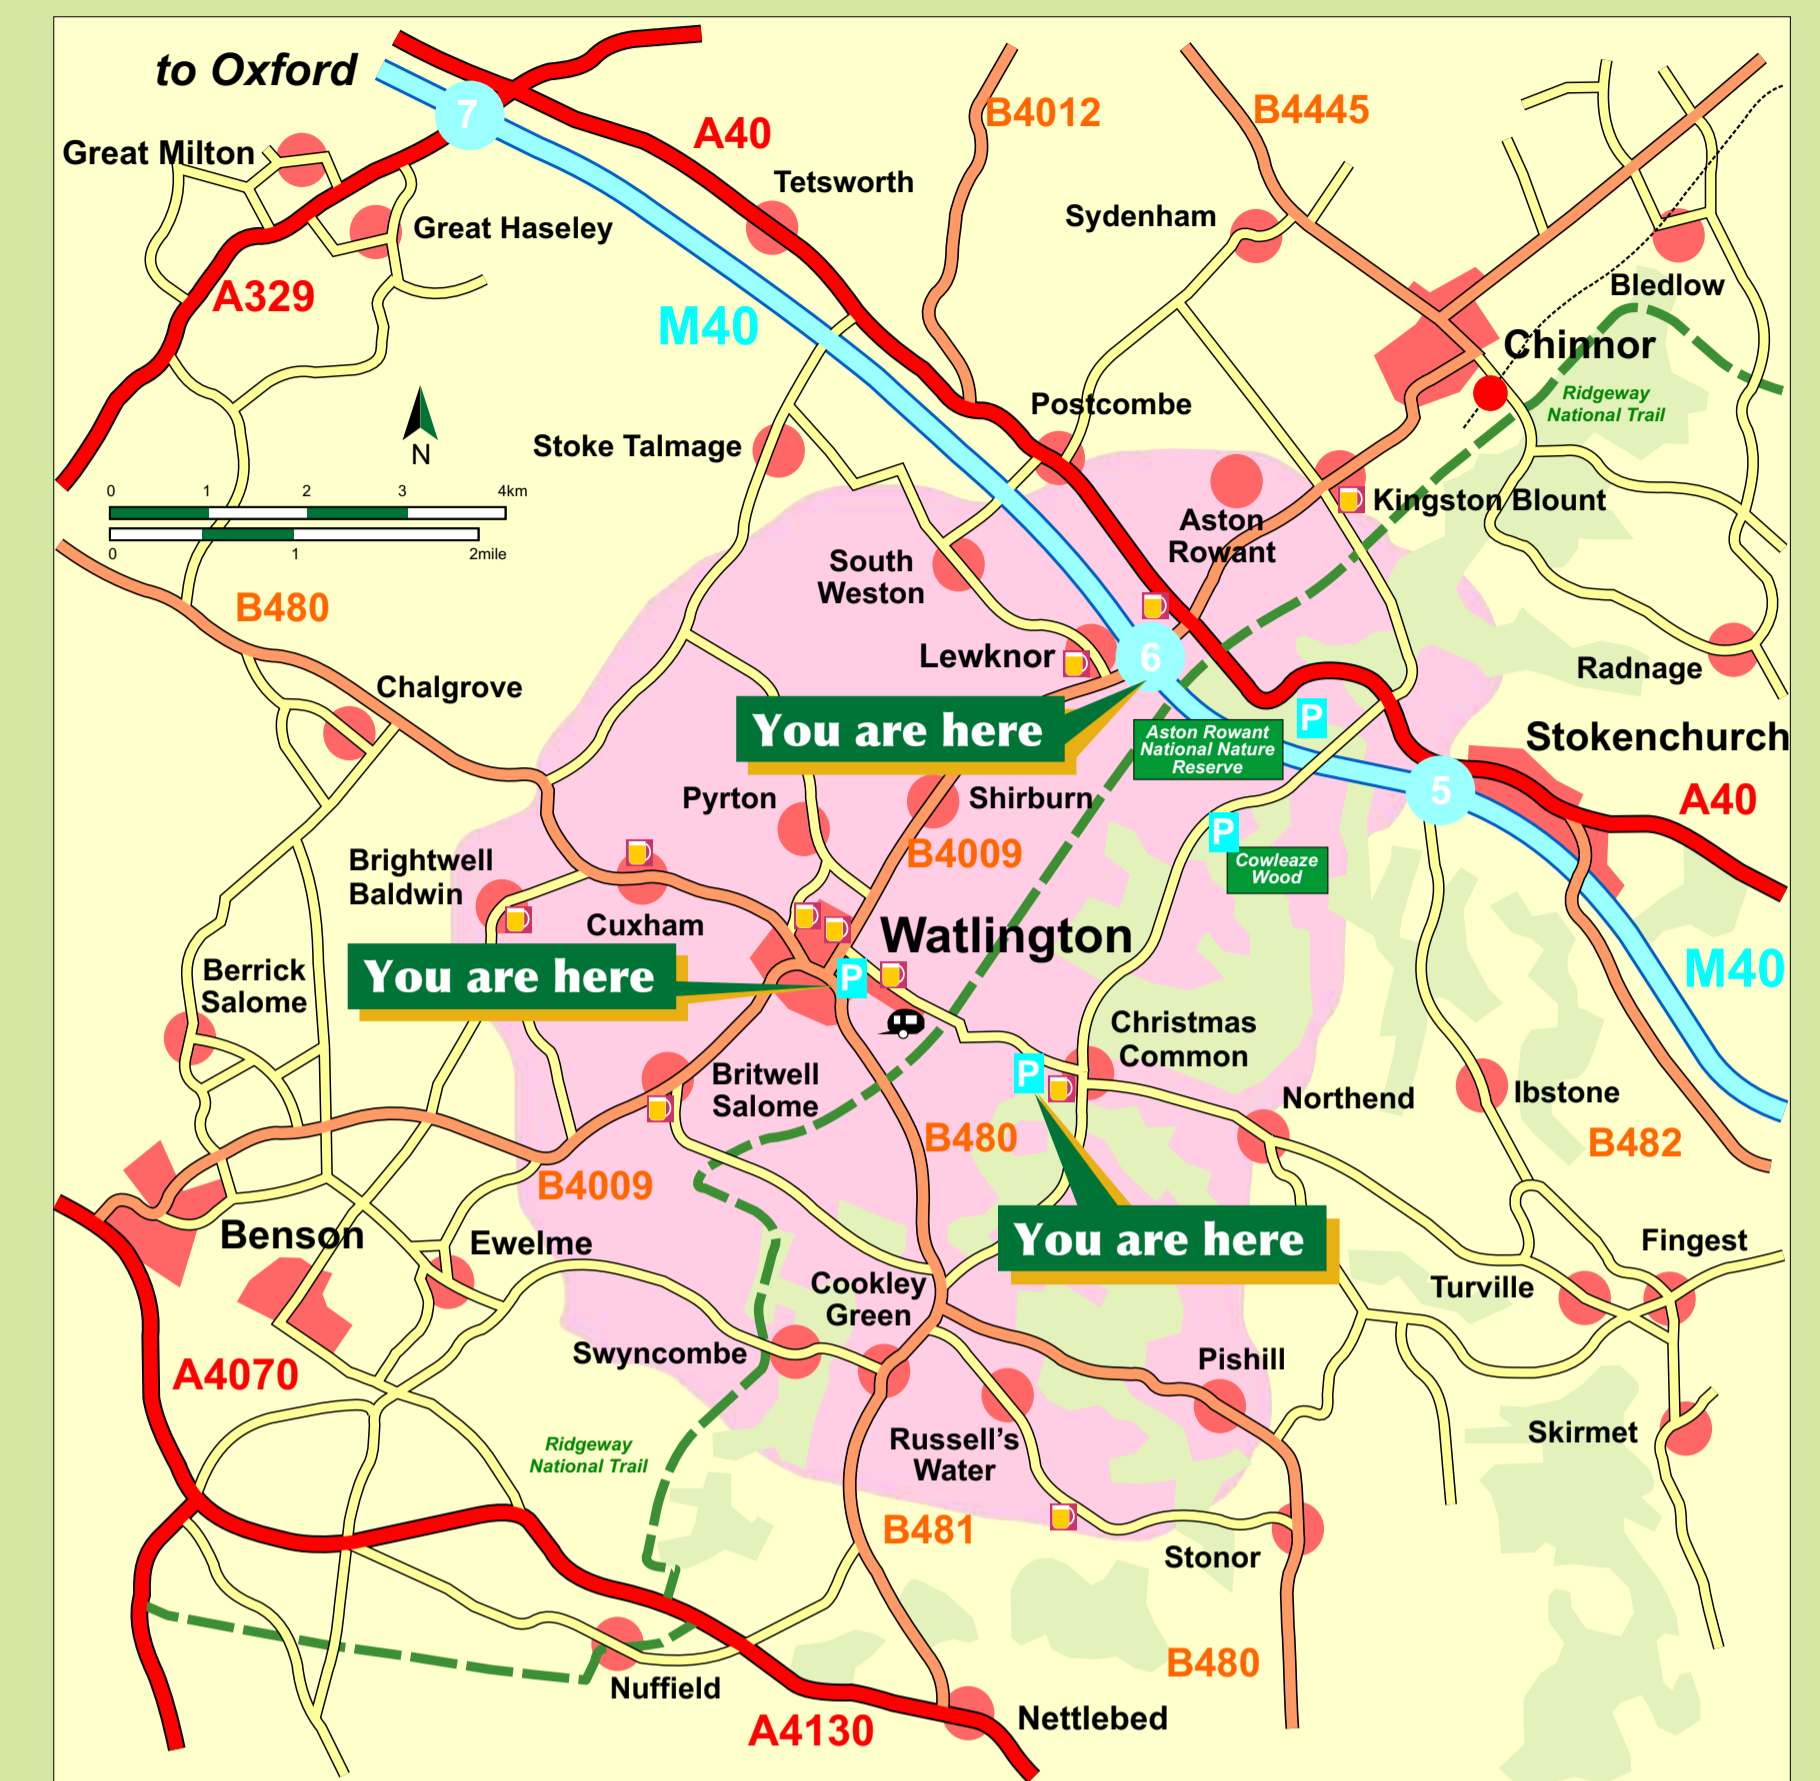 to Oxford
7
A40
B4012
B4445
Great Milton
Tetsworth
Sydenham
Great Haseley
A329
M40
Bledlow
Chinnor
Ridgeway
National Trail
Postcombe
Stoke Talmage
N
0 1 2 3 4km
0 1 2mile
Kingston Blount
Aston
Rowant
South
Weston
B480
Lewknor
6
Radnage
Chalgrove
You are here
P
Aston Rowant
National Nature
Reserve
Stokenchurch
5
A40
Pyrton
Shirburn
P
B4009
Cowleaze
Wood
Brightwell
Baldwin
Cuxham
Watlington
You are here
P
M40
Berrick
Salome
Christmas
Common
P
Britwell
Salome
Northend
Ibstone
B480
B482
B4009
Benson
Ewelme
You are here
Fingest
Cookley
Green
Turville
Swyncombe
Pishill
A4070
Russell's
Water
Skirmet
Ridgeway
National Trail
B481
Stonor
B480
Nuffield
A4130
Nettlebed